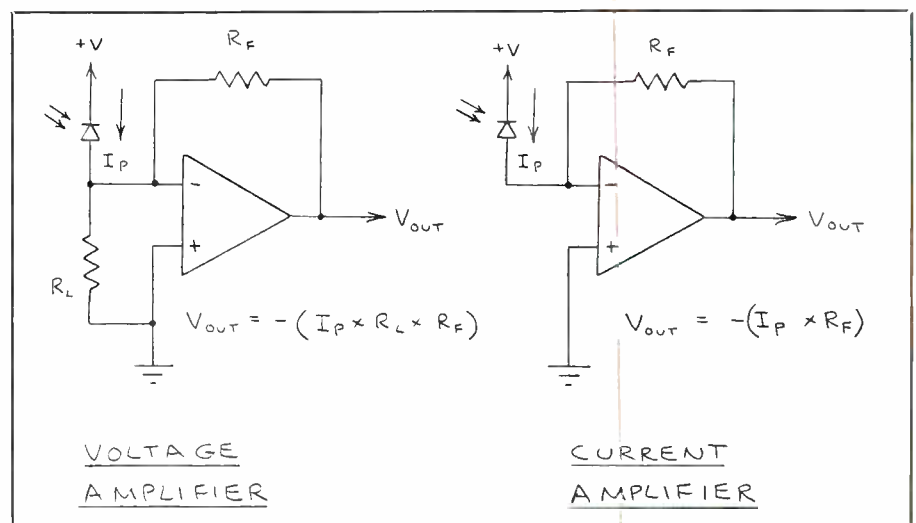 +V
R_F
I_P
-
+
V_OUT
R_L
V_OUT = -(I_P × R_L × R_F)
VOLTAGE
AMPLIFIER
+V
R_F
I_P
-
+
V_OUT
V_OUT = -(I_P × R_F)
CURRENT
AMPLIFIER